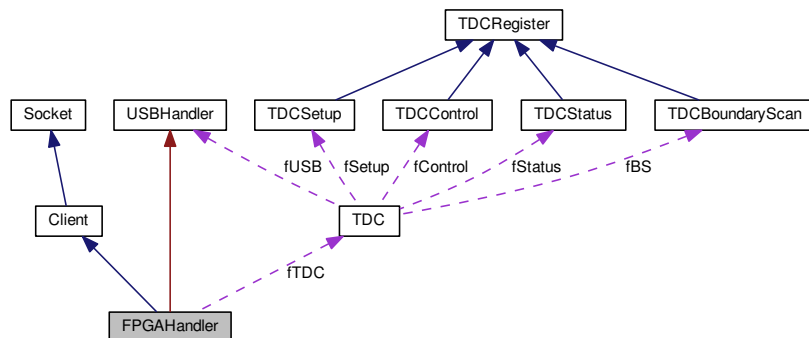 TDCRegister
Socket
USBHandler
TDCSetup
TDCControl
TDCStatus
TDCBoundaryScan
fUSB
fSetup
fControl
fStatus
fBS
Client
TDC
fTDC
FPGAHandler